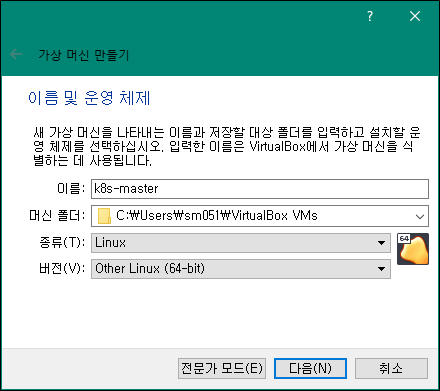 ?
가상 머신 만들기
이름 및 운영 체제
새 가상 머신을 나타내는 이름과 저장할 대상 폴더를 입력하고 설치할 운
영 체제를 선택하십시오. 입력한 이름은 VirtualBox에서 가상 머신을 식
별하는 데 사용됩니다.
이름: k8s-master
머신 폴더: C:₩Users₩sm051₩VirtualBox VMs
종류(T): Linux
64
버전(V): Other Linux (64-bit)
전문가 모드(E) 다음(N) 취소